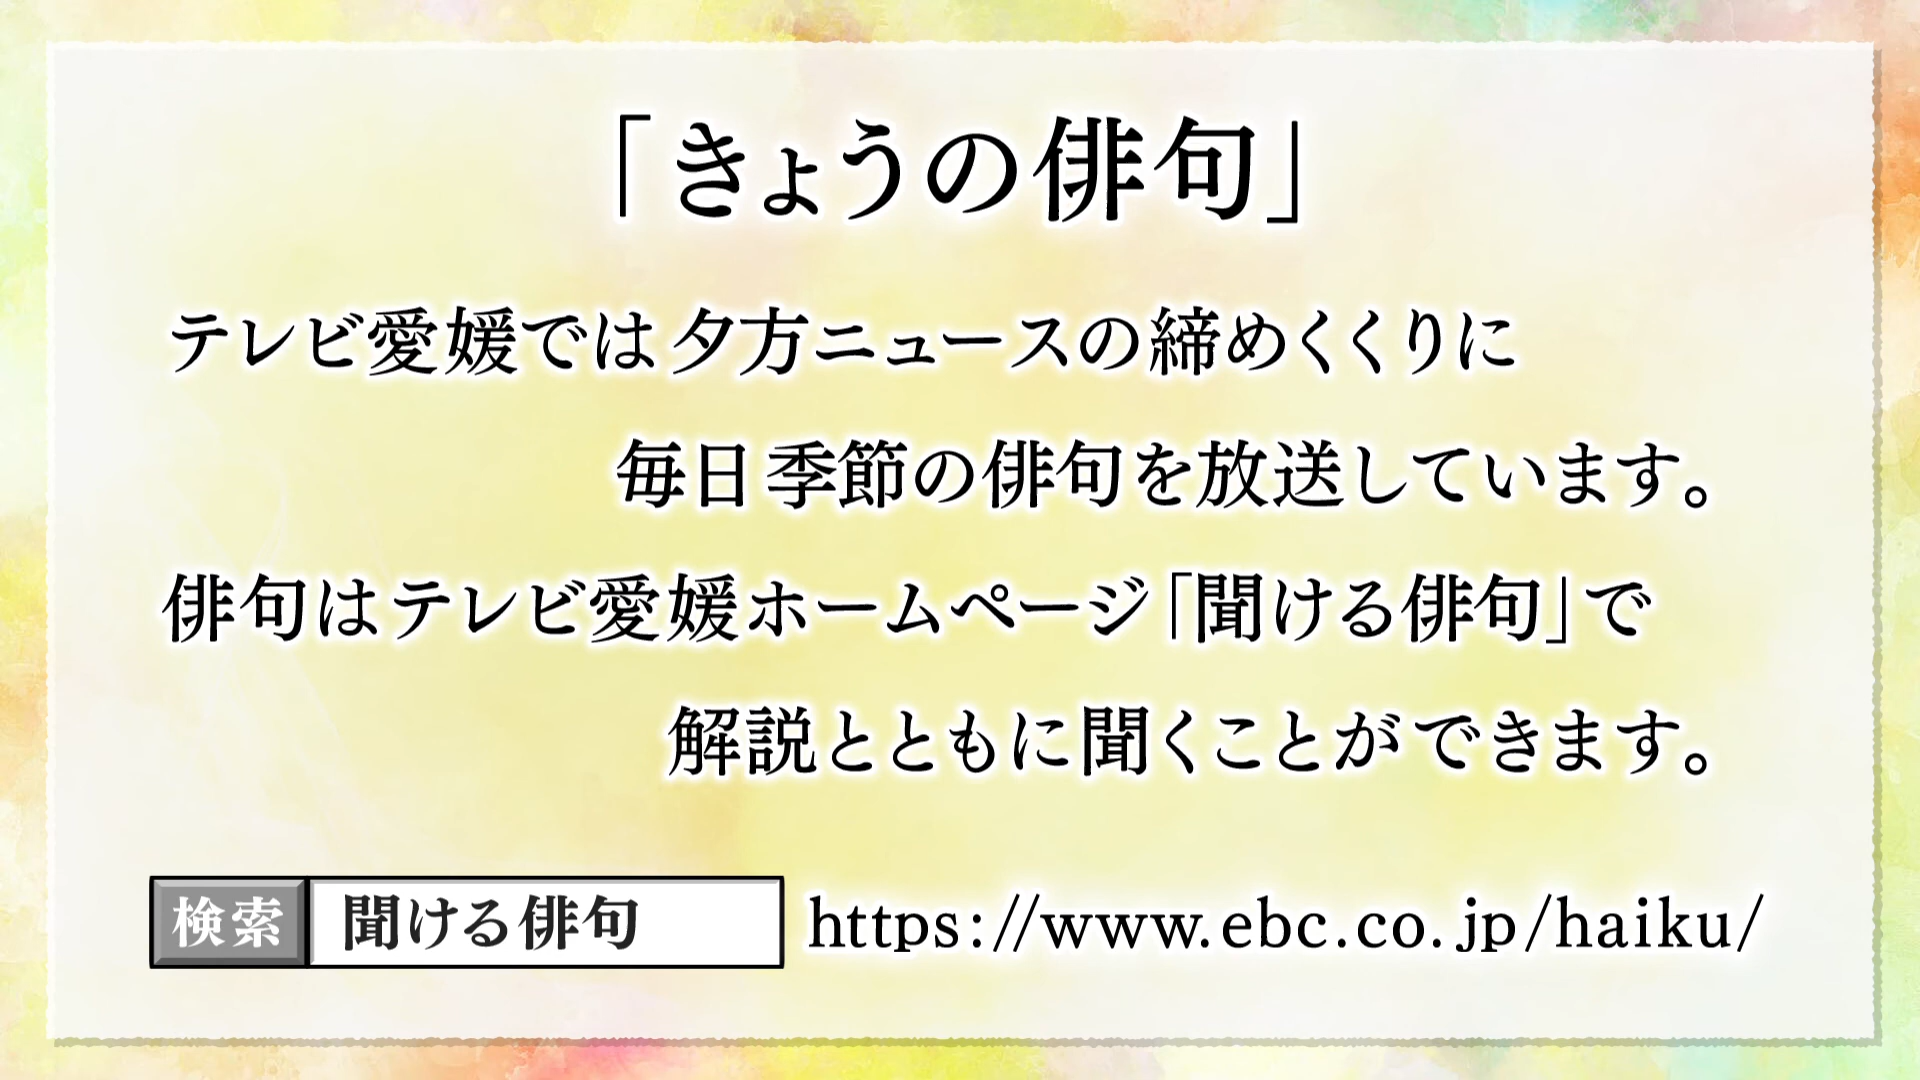 「きょうの俳句」
テレビ愛媛では夕方ニュースの締めくくりに
毎日季節の俳句を放送しています。
俳句はテレビ愛媛ホームページ「聞ける俳句」で
解説とともに聞くことができます。
検索 聞ける俳句 https://www.ebc.co.jp/haiku/